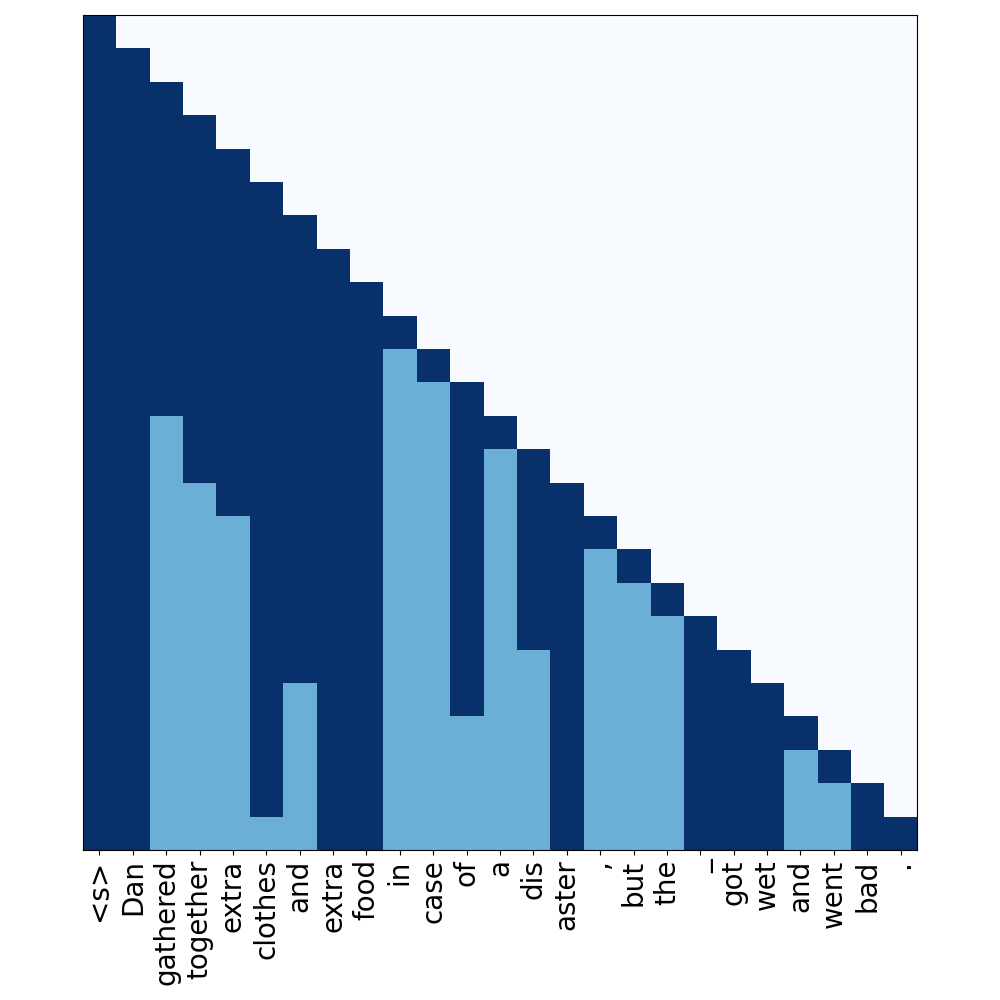 <s>
Dan
gathered
together
extra
clothes
and
extra
food
in
case
of
a
dis
aster
,
but
the
_
got
wet
and
went
bad
.